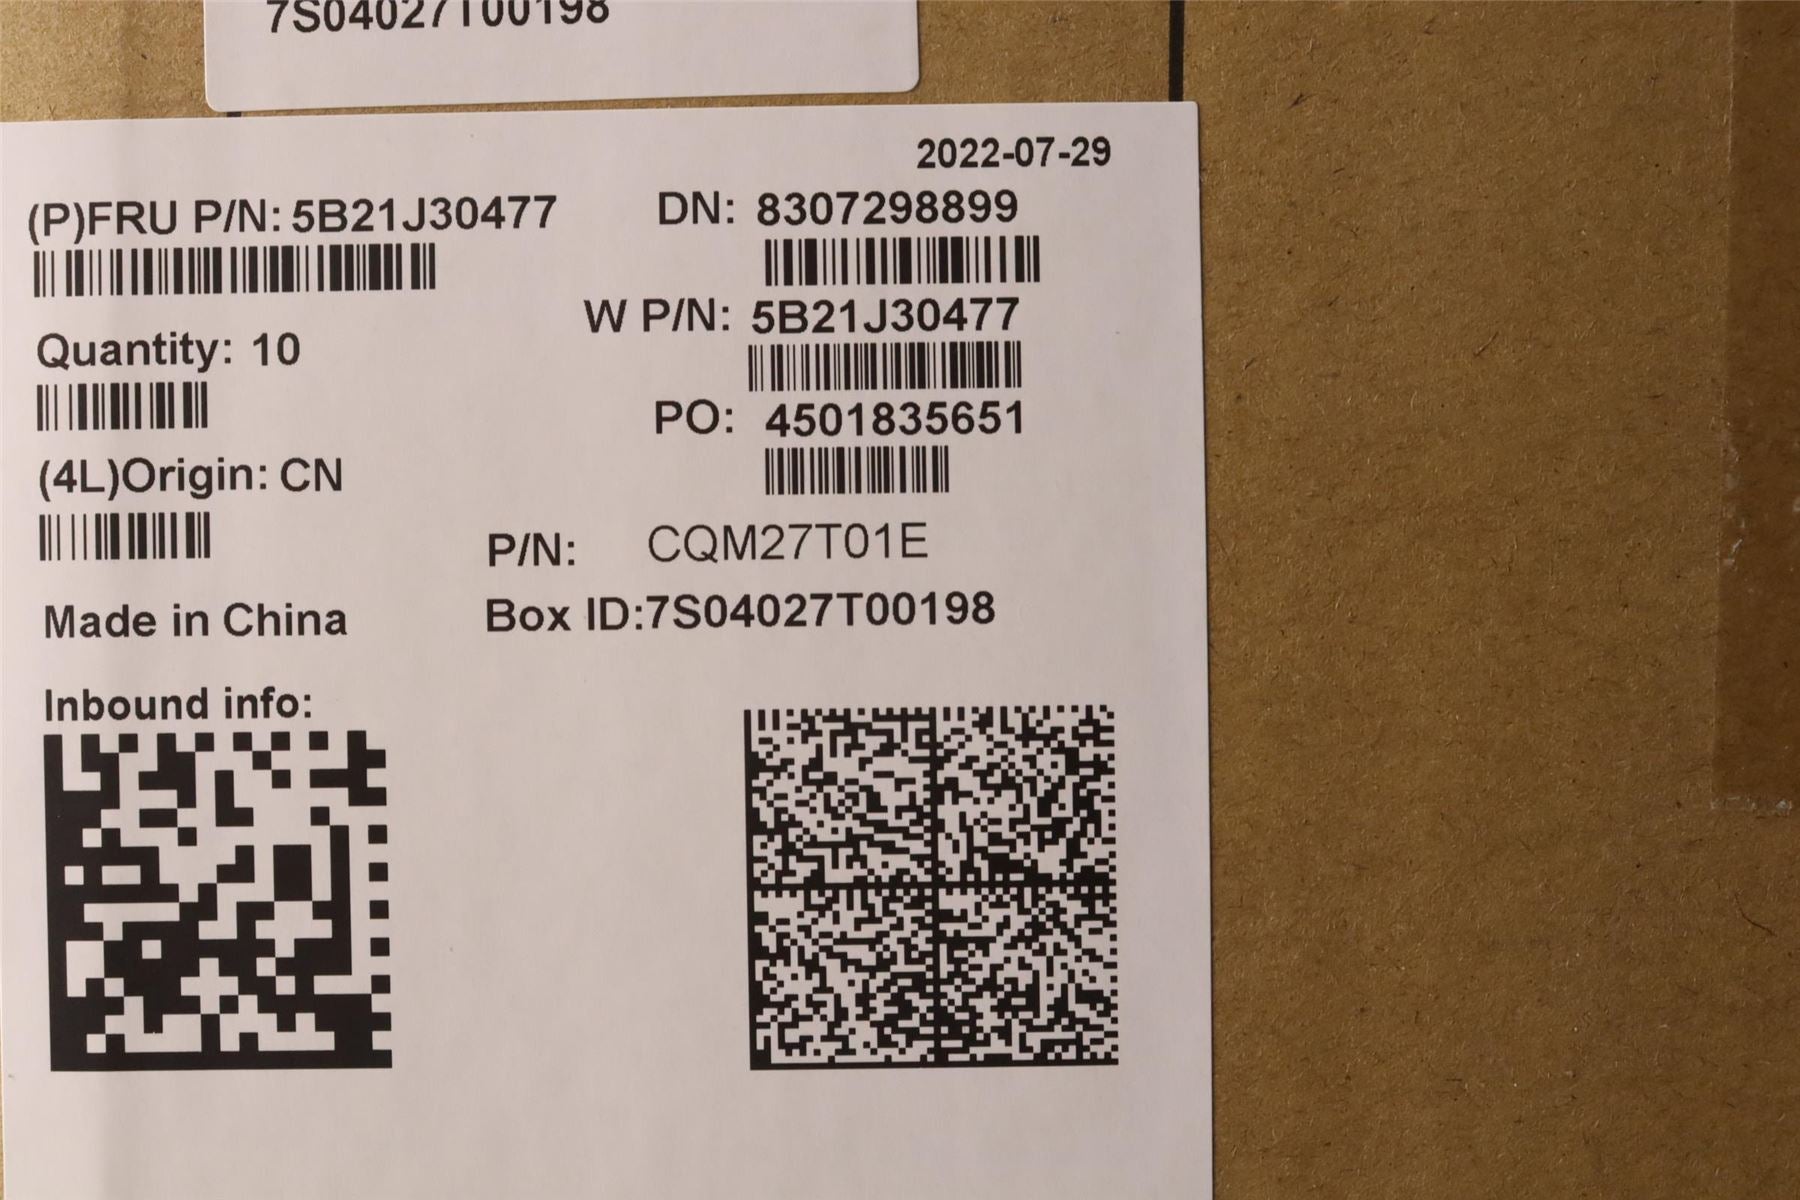 7S04027T00198
2022-07-29
(P)FRU P/N: 5B21J30477
DN: 8307298899
W P/N: 5B21J30477
Quantity: 10
PO: 4501835651
(4L)Origin: CN
P/N: CQM27T01E
Made in China
Box ID:7S04027T00198
Inbound info: